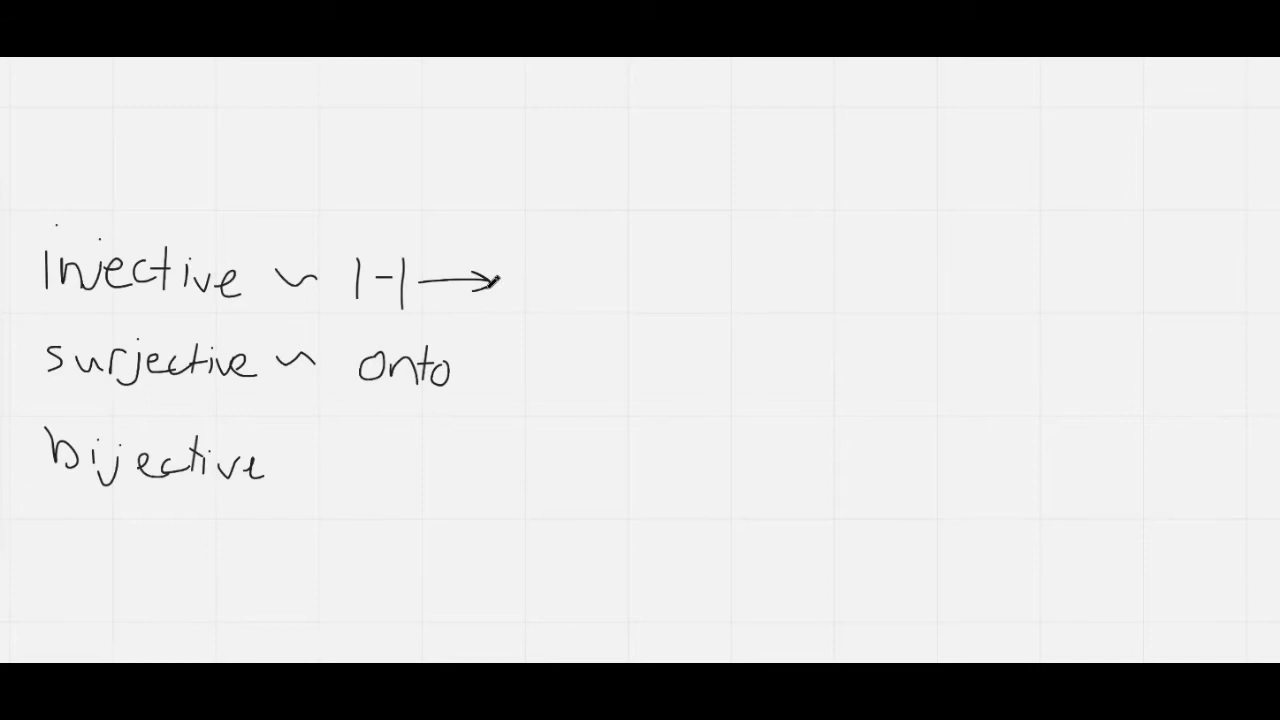 injective ~ 1-1 →
surjective ~ onto
bijective